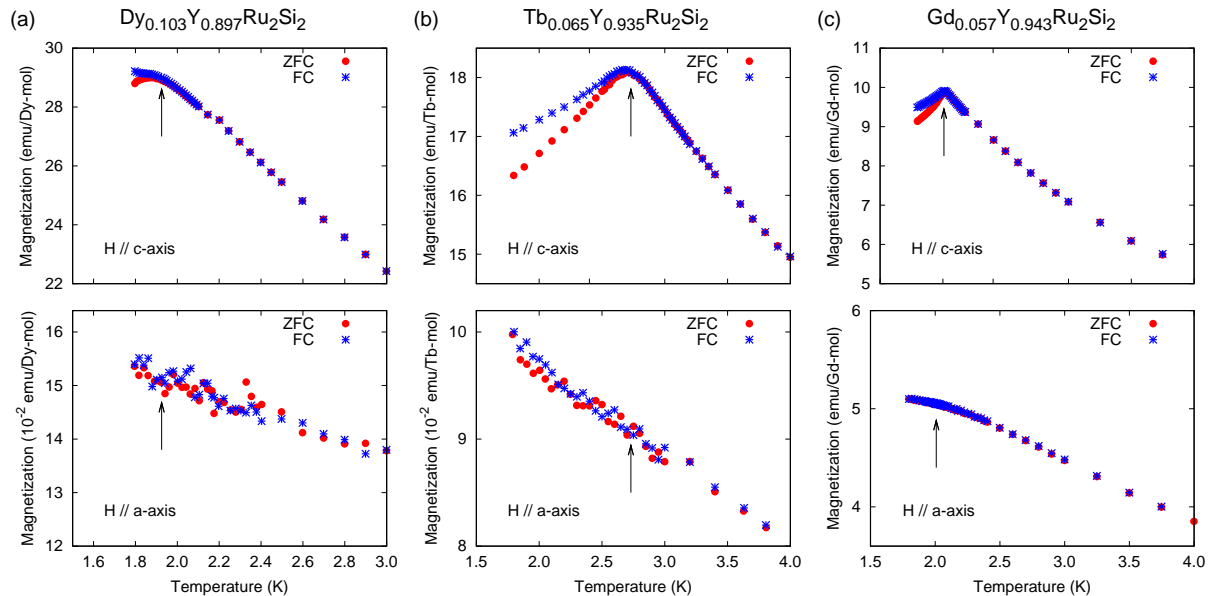 (a) Dy0.103Y0.897Ru2Si2
Magnetization (emu/Dy-mol)
30
28
26
24
22
ZFC
FC
H // c-axis
Magnetization (10-2 emu/Dy-mol)
16
15
14
13
12
ZFC
FC
H // a-axis
1.6 1.8 2.0 2.2 2.4 2.6 2.8 3.0
Temperature (K)
(b) Tb0.065Y0.935Ru2Si2
Magnetization (emu/Tb-mol)
19
18
17
16
15
ZFC
FC
H // c-axis
Magnetization (10-2 emu/Tb-mol)
10
9
8
ZFC
FC
H // a-axis
1.5 2.0 2.5 3.0 3.5 4.0
Temperature (K)
(c) Gd0.057Y0.943Ru2Si2
Magnetization (emu/Gd-mol)
11
10
9
8
7
6
5
ZFC
FC
H // c-axis
Magnetization (emu/Gd-mol)
6
5
4
ZFC
FC
H // a-axis
1.5 2.0 2.5 3.0 3.5 4.0
Temperature (K)